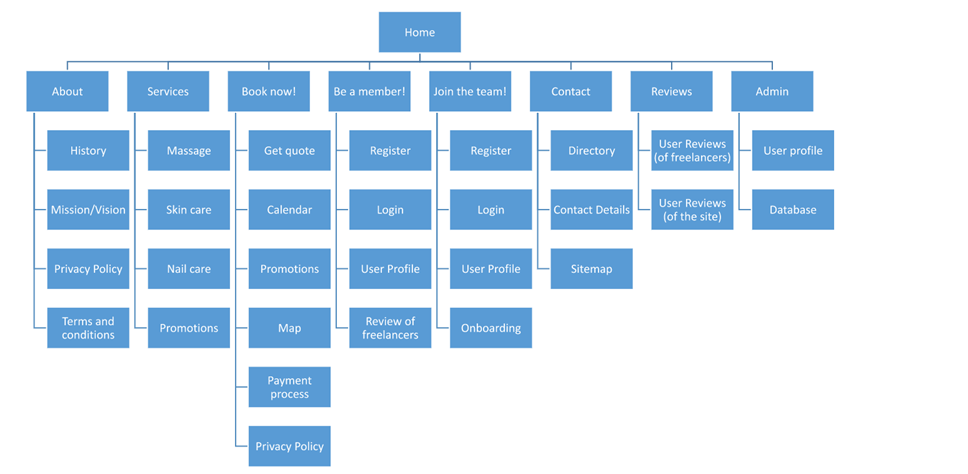 Home
About
Services
Book now!
Be a member!
Join the team!
Contact
Reviews
Admin
History
Mission/Vision
Privacy Policy
Terms and
conditions
Massage
Skin care
Nail care
Promotions
Get quote
Calendar
Promotions
Map
Payment
process
Privacy Policy
Register
Login
User Profile
Review of
freelancers
Register
Login
User Profile
Onboarding
Directory
Contact Details
Sitemap
User Reviews
(of freelancers)
User Reviews
(of the site)
User profile
Database